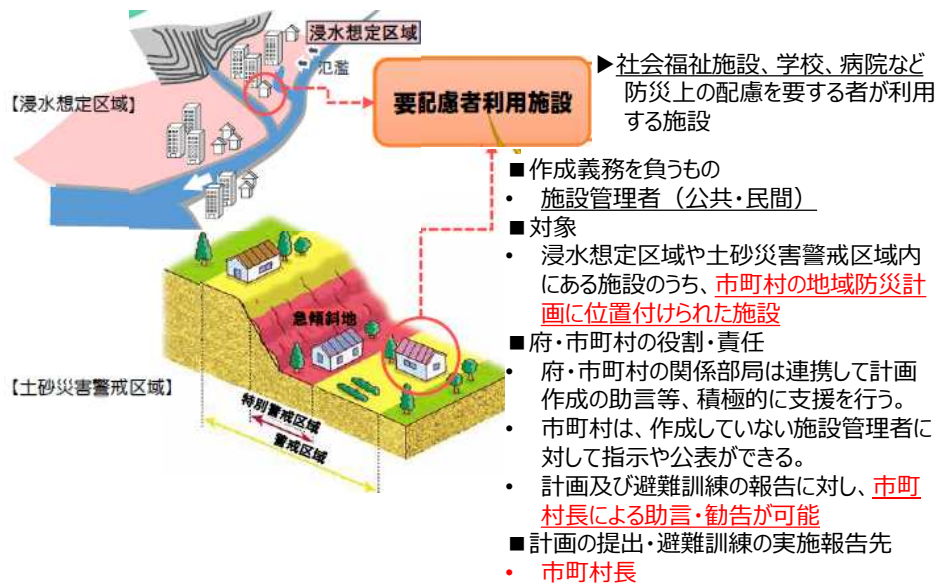 浸水想定区域
氾濫
【浸水想定区域】
要配慮者利用施設
▶社会福祉施設、学校、病院など
防災上の配慮を要する者が利用
する施設
■作成義務を負うもの
• 施設管理者（公共・民間）
■対象
• 浸水想定区域や土砂災害警戒区域内
にある施設のうち、市町村の地域防災計
画に位置付けられた施設
■府・市町村の役割・責任
• 府・市町村の関係部局は連携して計画
作成の助言等、積極的に支援を行う。
• 市町村は、作成していない施設管理者に
対して指示や公表ができる。
• 計画及び避難訓練の報告に対し、市町
村長による助言・勧告が可能
■計画の提出・避難訓練の実施報告先
• 市町村長
急傾斜地
【土砂災害警戒区域】
特別警戒区域
警戒区域